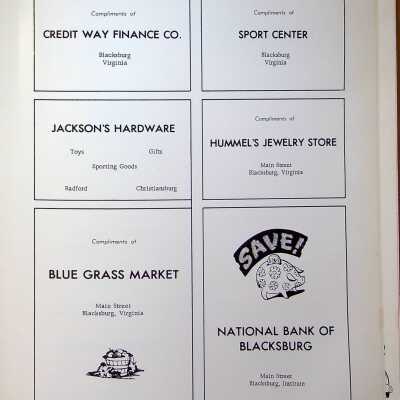 Compliments of
CREDIT WAY FINANCE CO.
Blacksburg
Virginia
Compliments of
SPORT CENTER
Blacksburg
Virginia
JACKSON'S HARDWARE
Toys Gifts
Sporting Goods
Radford Christiansburg
Compliments of
HUMMEL'S JEWELRY STORE
Main Street
Blacksburg, Virginia
Compliments of
BLUE GRASS MARKET
Main Street
Blacksburg, Virginia
SAVE!
NATIONAL BANK OF
BLACKSBURG
Main Street
Blacksburg,